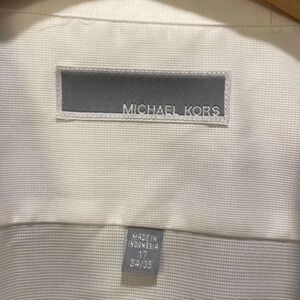 MICHAEL KORS
MADE IN
INDONESIA
17
34/35